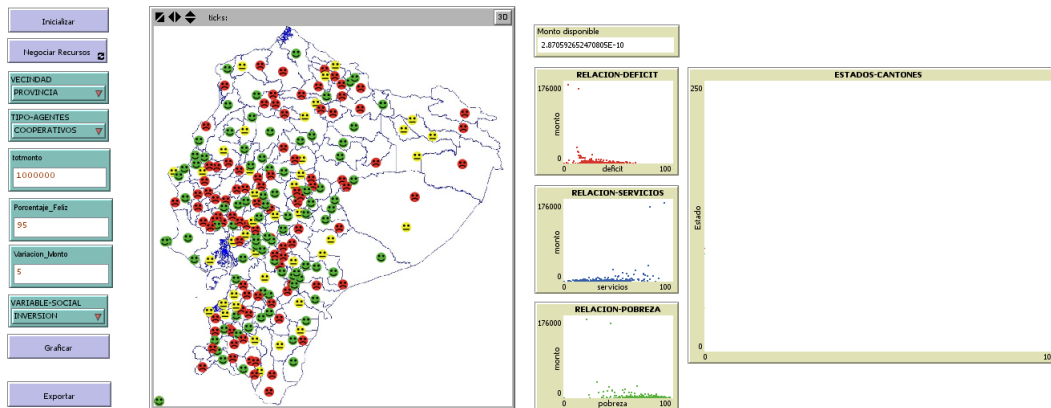 Inicializar
Negociar Recursos
VECINDAD
PROVINCIA
TIPO-AGENTES
COOPERATIVOS
totmonto
1000000
Porcentaje_Feliz
95
Variacion_Monto
5
VARIABLE-SOCIAL
INVERSION
Graficar
Exportar
ticks:
3D
Monto disponible
2.870592652470805E-10
RELACION-DEFICIT
176000
monto
0
0
deficit
100
RELACION-SERVICIOS
176000
monto
0
0
servicios
100
RELACION-POBREZA
176000
monto
0
0
pobreza
100
ESTADOS-CANTONES
250
Estado
0
0
10